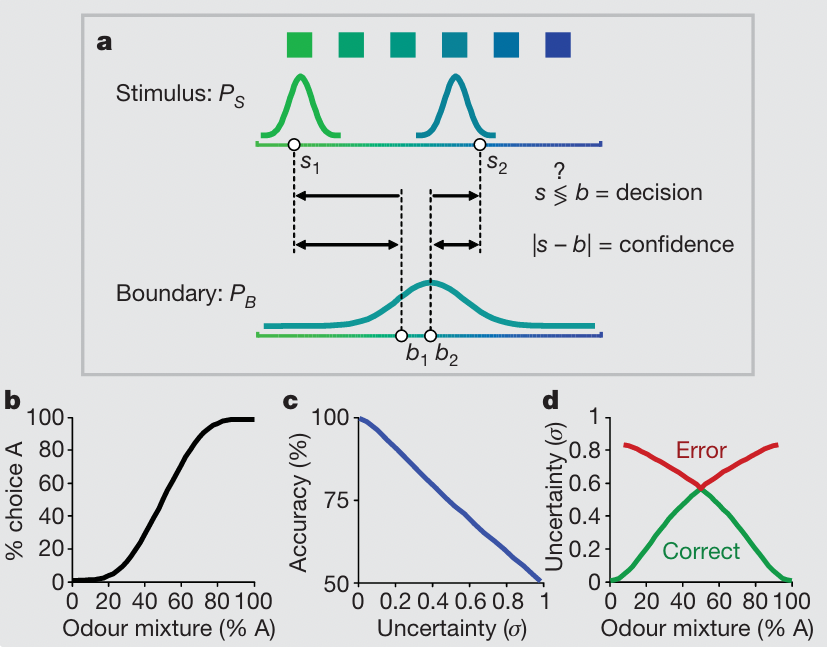 a
Stimulus: P_S
s_1
s_2
?
s ≶ b = decision
|s – b| = confidence
Boundary: P_B
b_1 b_2
b
% choice A
100
80
60
40
20
0
0 20 40 60 80 100
Odour mixture (% A)
c
Accuracy (%)
100
75
50
0 0.2 0.4 0.6 0.8 1
Uncertainty (σ)
d
Uncertainty (σ)
1
0.8
0.6
0.4
0.2
0
Error
Correct
0 20 40 60 80 100
Odour mixture (% A)